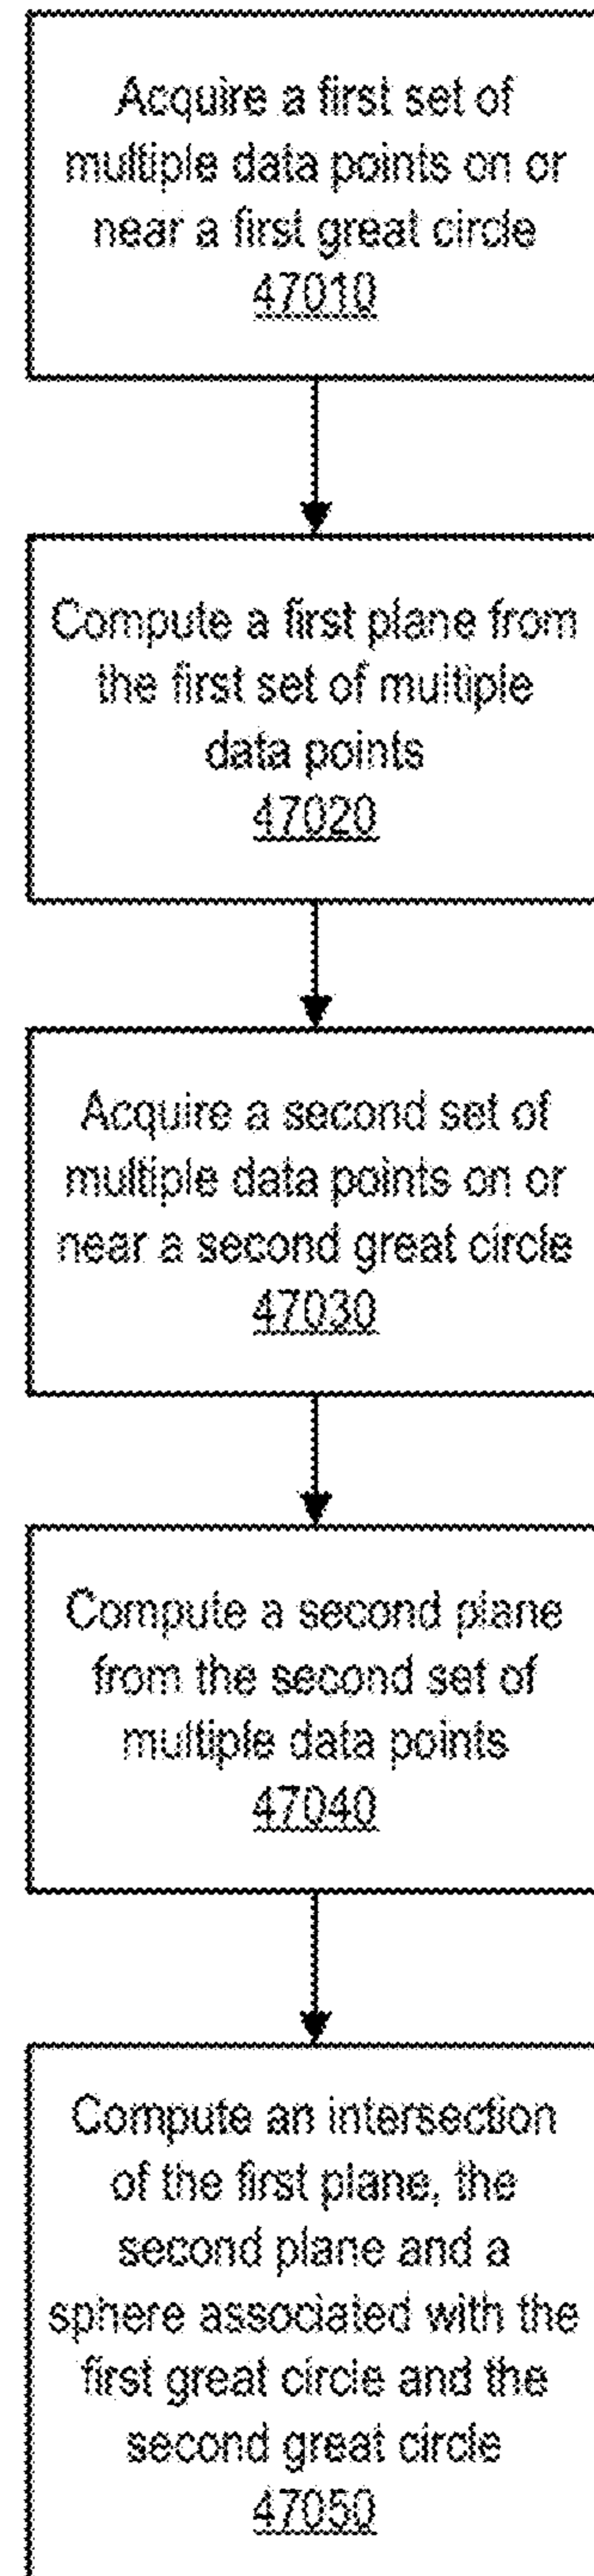 Acquire a first set of
multiple data points on or
near a first great circle
47010
Compute a first plane from
the first set of multiple
data points
47020
Acquire a second set of
multiple data points on or
near a second great circle
47030
Compute a second plane
from the second set of
multiple data points
47040
Compute an intersection
of the first plane, the
second plane and a
sphere associated with the
first great circle and the
second great circle
47050